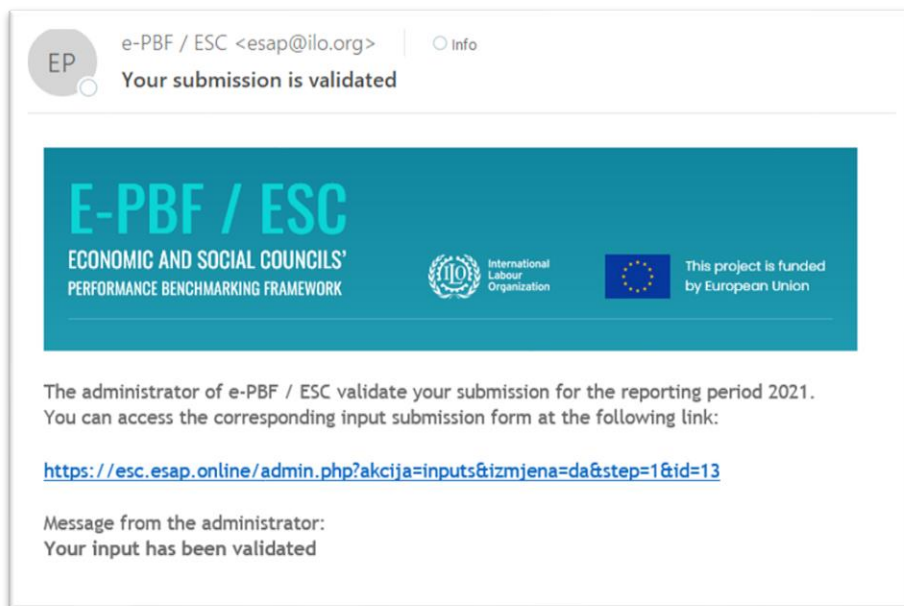 EP
e-PBF / ESC <esap@ilo.org>
Info
Your submission is validated
E-PBF / ESC
ECONOMIC AND SOCIAL COUNCILS'
PERFORMANCE BENCHMARKING FRAMEWORK
ILO
International
Labour
Organization
This project is funded
by European Union
The administrator of e-PBF / ESC validate your submission for the reporting period 2021.
You can access the corresponding input submission form at the following link:
https://esc.esap.online/admin.php?akcija=inputs&izmjena=da&step=1&id=13
Message from the administrator:
Your input has been validated